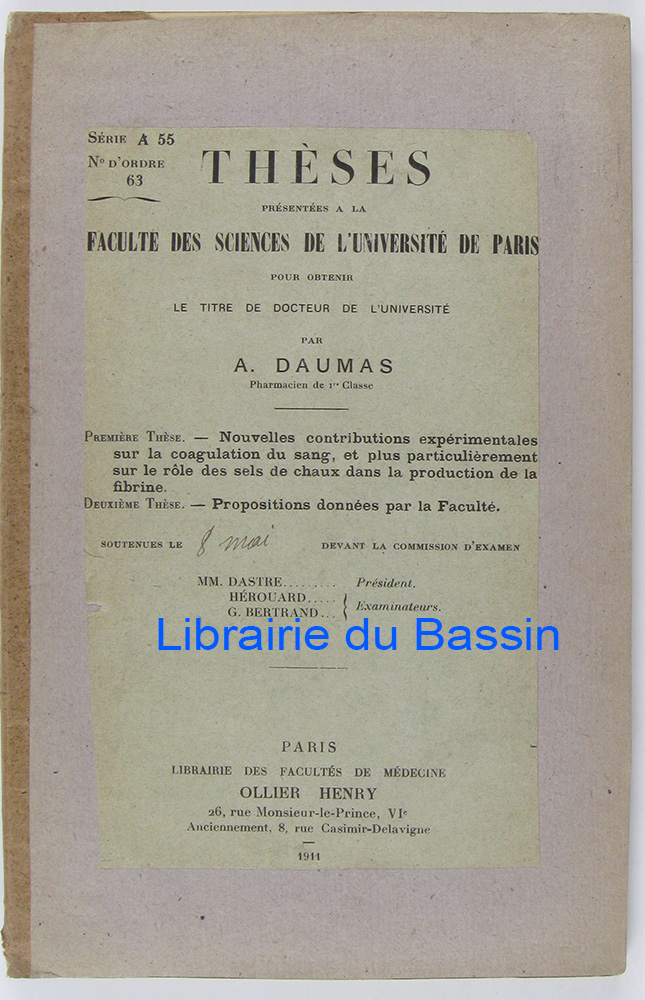 SÉRIE A 55
N° D'ORDRE
63
THÈSES
PRÉSENTÉES A LA
FACULTE DES SCIENCES DE L'UNIVERSITÉ DE PARIS
POUR OBTENIR
LE TITRE DE DOCTEUR DE L'UNIVERSITÉ
PAR
A. DAUMAS
Pharmacien de 1re Classe
PREMIÈRE THÈSE. — Nouvelles contributions expérimentales
sur la coagulation du sang, et plus particulièrement
sur le rôle des sels de chaux dans la production de la
fibrine.
DEUXIÈME THÈSE. — Propositions données par la Faculté.
SOUTENUES LE 8 mai DEVANT LA COMMISSION D'EXAMEN
MM. DASTRE......... Président.
HÉROUARD.....
G. BERTRAND... } Examinateurs.
Librairie du Bassin
PARIS
LIBRAIRIE DES FACULTÉS DE MÉDECINE
OLLIER HENRY
26, rue Monsieur-le-Prince, VIe
Anciennement, 8, rue Casimir-Delavigne
1911